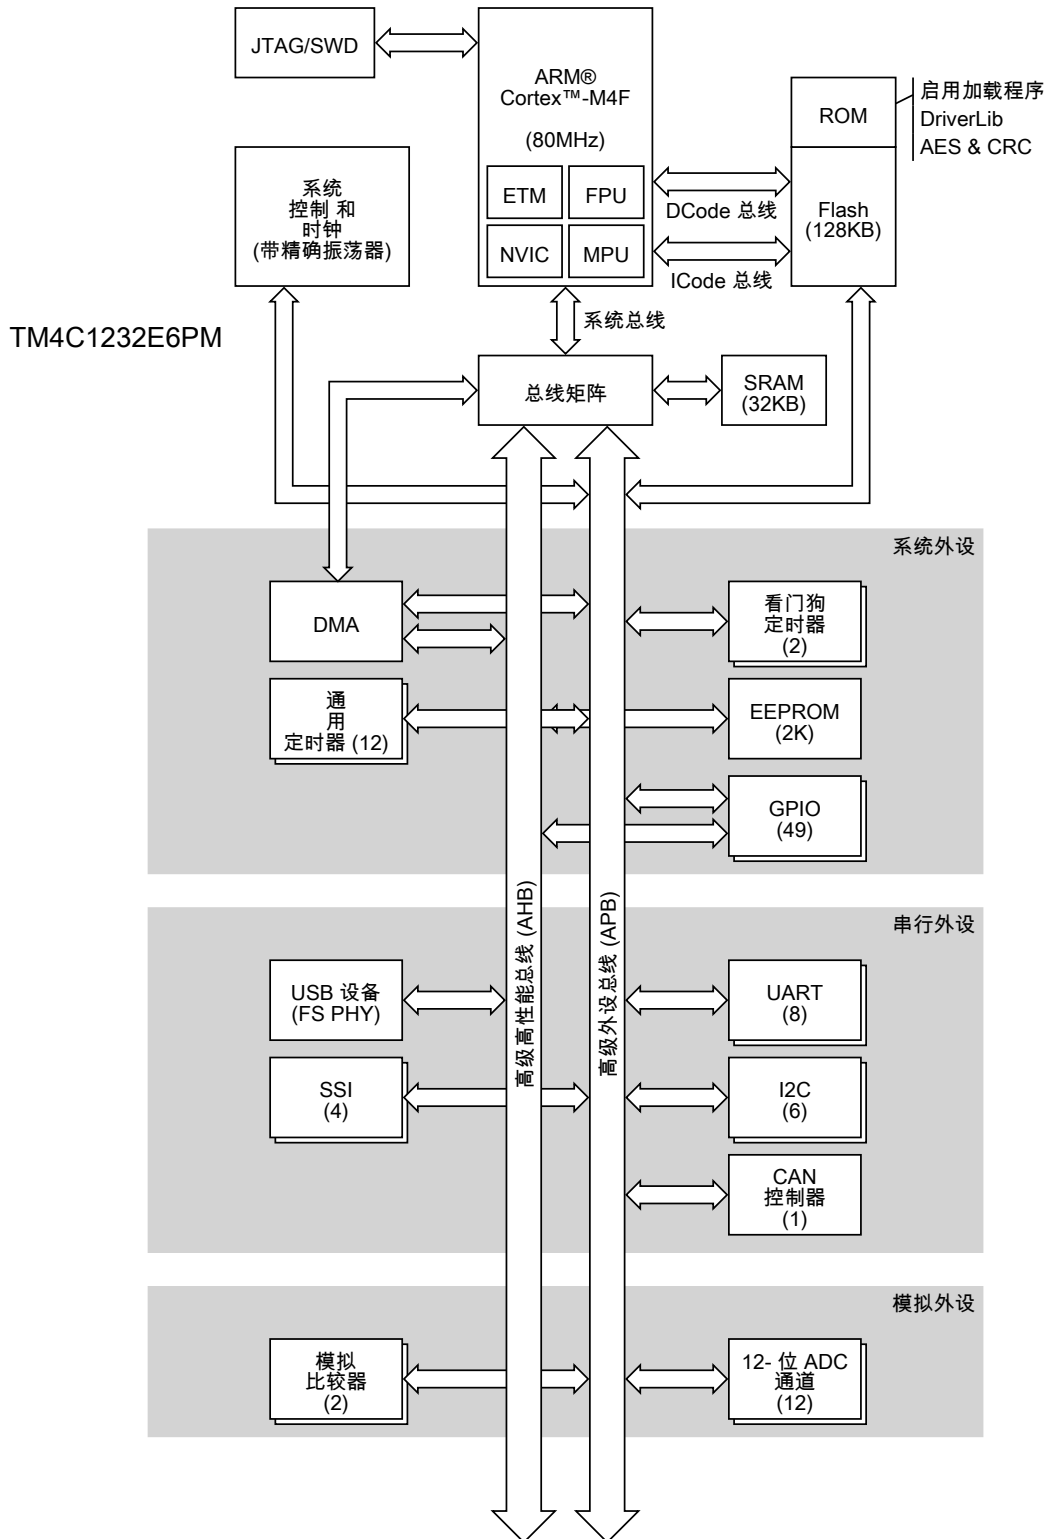 JTAG/SWD
ARM®
Cortex™-M4F
(80MHz)
ETM
FPU
NVIC
MPU
ROM
启用加载程序
DriverLib
AES & CRC
系统
控制 和
时钟
(带精确振荡器)
DCode 总线
Flash
(128KB)
ICode 总线
系统总线
TM4C1232E6PM
总线矩阵
SRAM
(32KB)
系统外设
DMA
看门狗
定时器
(2)
通
用
定时器 (12)
EEPROM
(2K)
GPIO
(49)
高级高性能总线 (AHB)
高级外设总线 (APB)
串行外设
USB 设备
(FS PHY)
UART
(8)
SSI
(4)
I2C
(6)
CAN
控制器
(1)
模拟外设
模拟
比较器
(2)
12- 位 ADC
通道
(12)